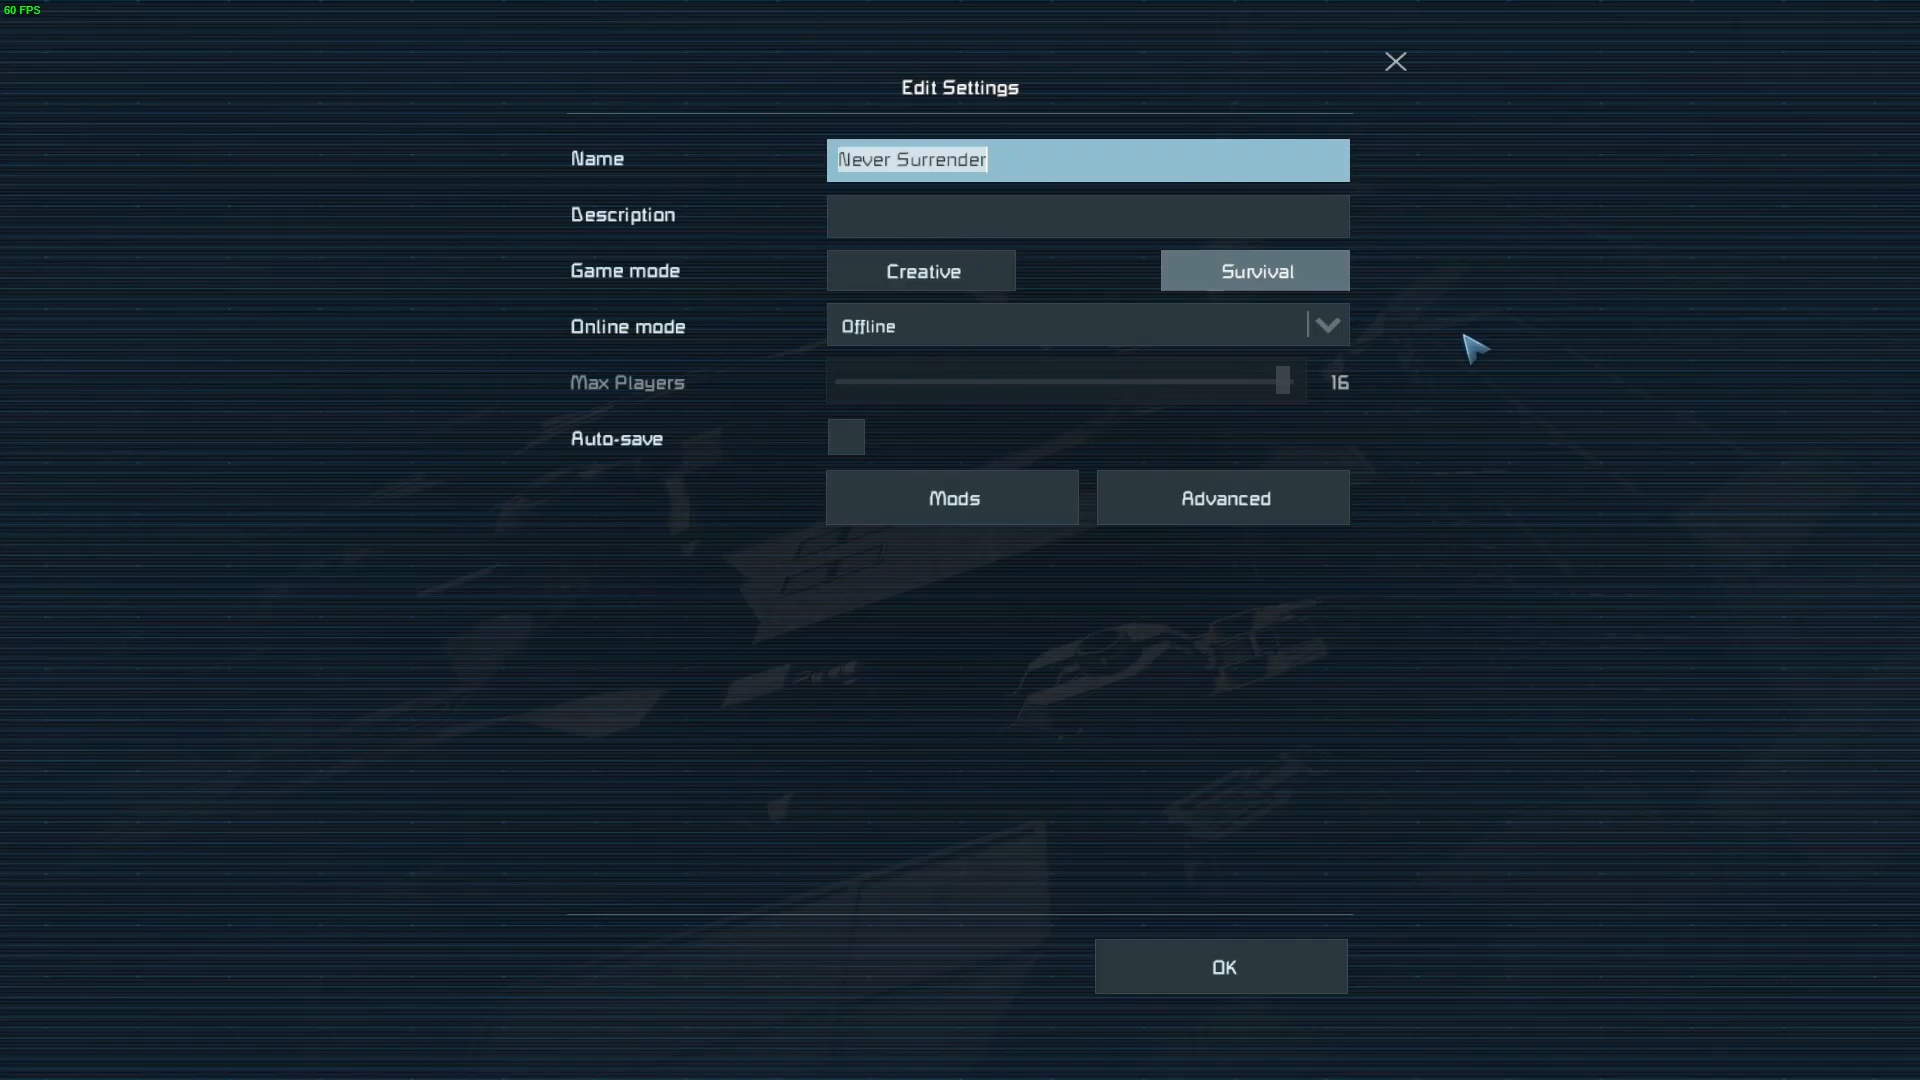 60 FPS
Edit Settings
Name
Never Surrender
Description
Game mode
Creative
Survival
Online mode
Offline
Max Players
16
Auto-save
Mods
Advanced
OK